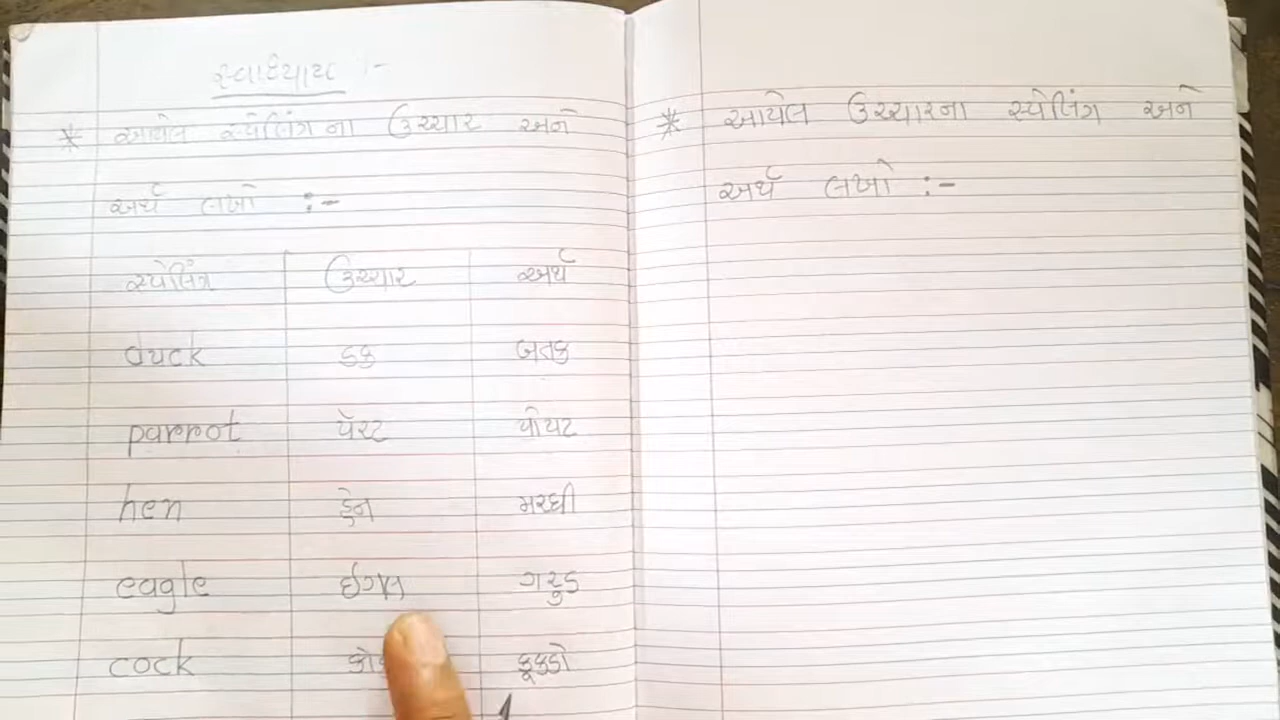 સ્વાધ્યાય :-
* આપેલ સ્પેલિંગના ઉચ્ચાર અને
અર્થ લખો :-
સ્પેલિંગ ઉચ્ચાર અર્થ
duck ડક બતક
parrot પૅરટ પોપટ
hen હેન મરઘી
eagle ઈગલ ગરુડ
cock કૂકડો
* આપેલ ઉચ્ચારના સ્પેલિંગ અને
અર્થ લખો :-